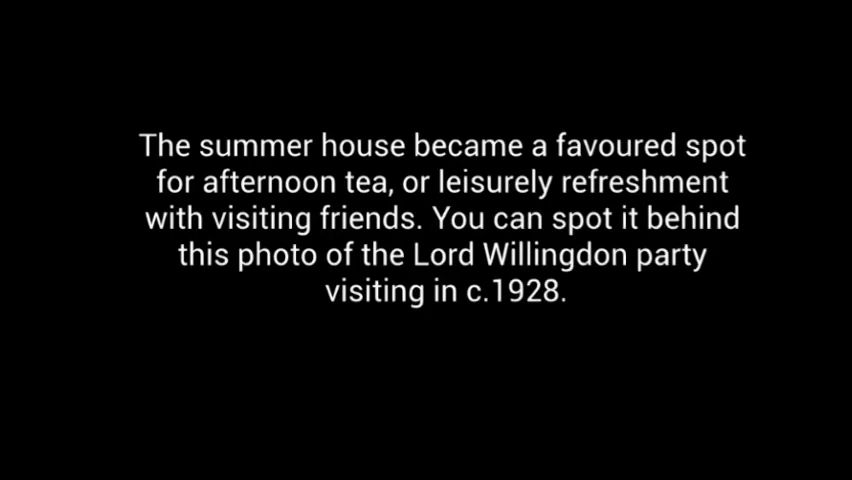 The summer house became a favoured spot
for afternoon tea, or leisurely refreshment
with visiting friends. You can spot it behind
this photo of the Lord Willingdon party
visiting in c.1928.